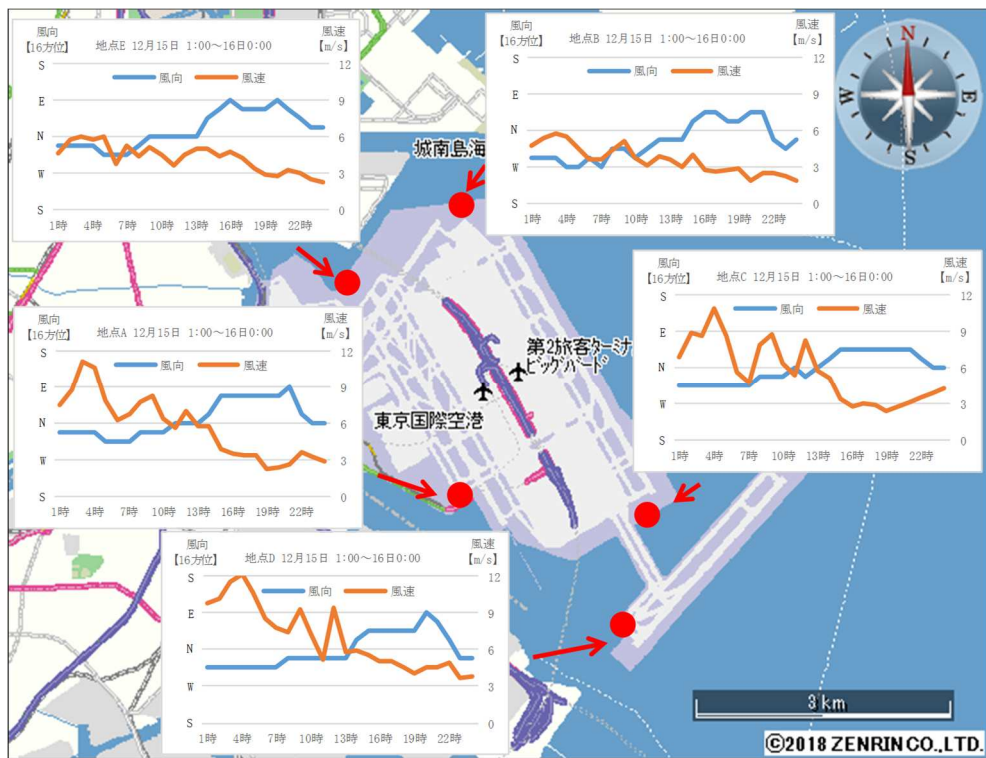 風向
【16方位】
地点E 12月15日 1:00～16日0:00
風速
【m/s】
風向 風速
S 12
E 9
N 6
W 3
S 0
1時 4時 7時 10時 13時 16時 19時 22時
風向
【16方位】
地点B 12月15日 1:00～16日0:00
風速
【m/s】
風向 風速
S 12
E 9
N 6
W 3
S 0
1時 4時 7時 10時 13時 16時 19時 22時
N
W E
S
城南島海
風向
【16方位】
地点C 12月15日 1:00～16日0:00
風速
【m/s】
風向 風速
S 12
E 9
N 6
W 3
S 0
1時 4時 7時 10時 13時 16時 19時 22時
風向
【16方位】
地点A 12月15日 1:00～16日0:00
風速
【m/s】
風向 風速
S 12
E 9
N 6
W 3
S 0
1時 4時 7時 10時 13時 16時 19時 22時
第2旅客ターミナ
ビッグバード
東京国際空港
風向
【16方位】
地点D 12月15日 1:00～16日0:00
風速
【m/s】
風向 風速
S 12
E 9
N 6
W 3
S 0
1時 4時 7時 10時 13時 16時 19時 22時
3 km
©2018 ZENRIN CO., LTD.